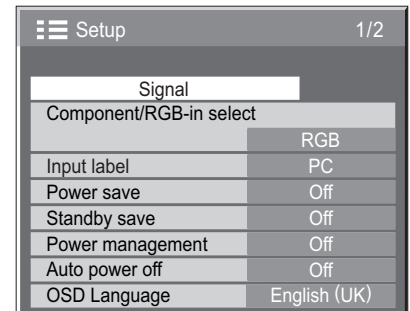 Setup 1/2
Signal
Component/RGB-in select
RGB
Input label PC
Power save Off
Standby save Off
Power management Off
Auto power off Off
OSD Language English (UK)